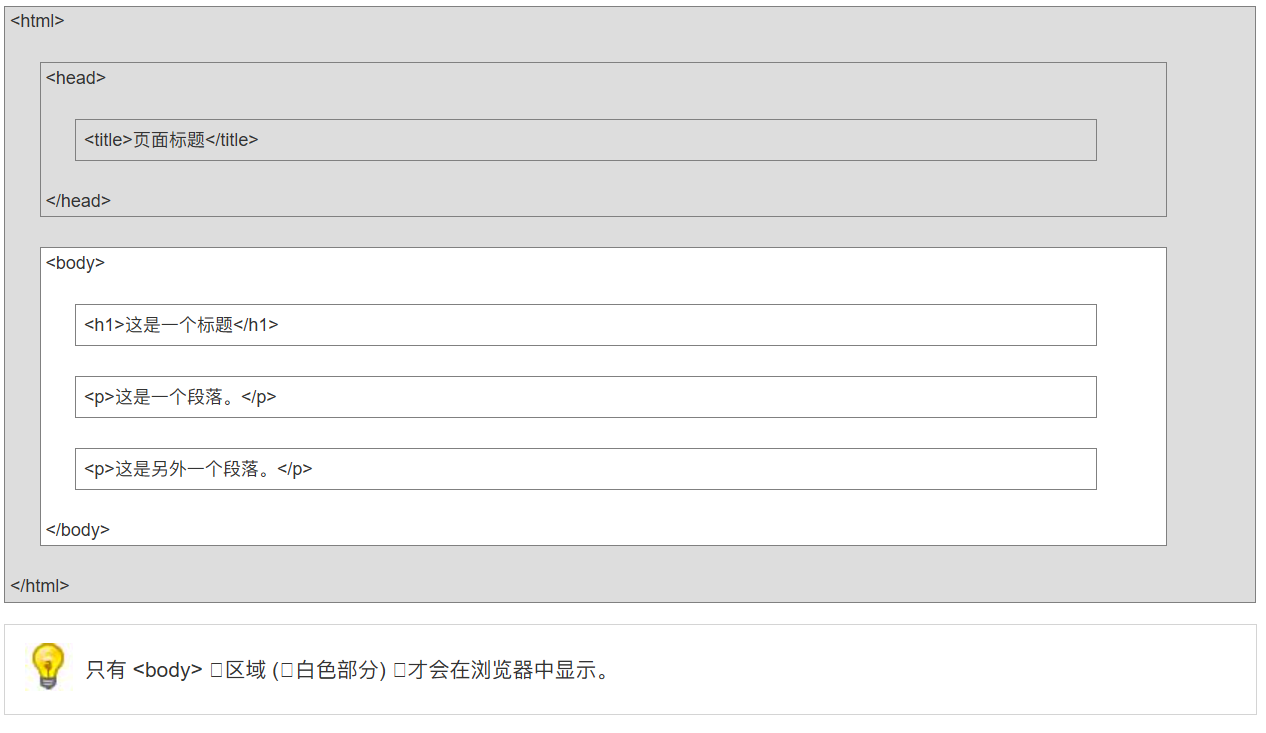 <html>
<head>
<title>页面标题</title>
</head>
<body>
<h1>这是一个标题</h1>
<p>这是一个段落。</p>
<p>这是另外一个段落。</p>
</body>
</html>
只有 <body> 区域 (白色部分) 才会在浏览器中显示。